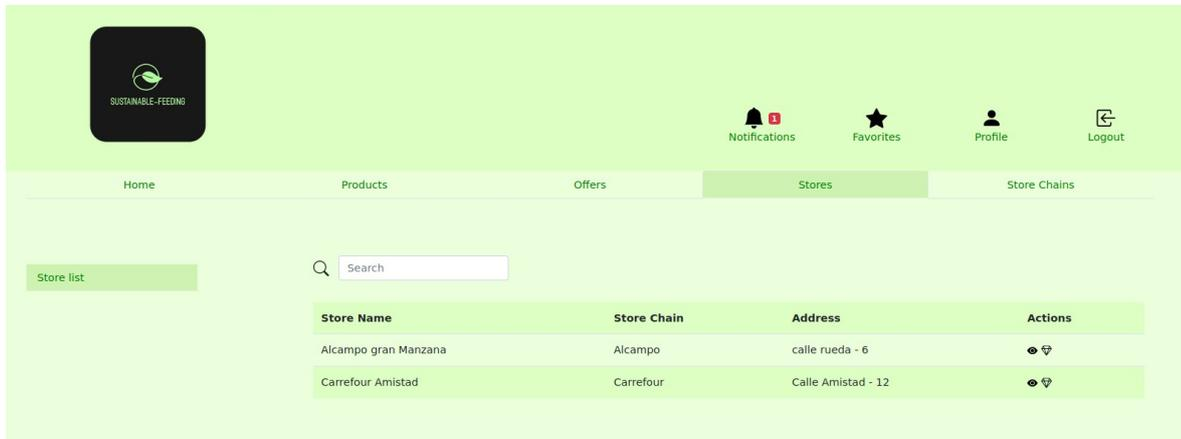 SUSTAINABLE-FEEDING
1
Notifications Favorites Profile Logout
Home Products Offers Stores Store Chains
Search
Store list
Store Name Store Chain Address Actions
Alcampo gran Manzana Alcampo calle rueda - 6
Carrefour Amistad Carrefour Calle Amistad - 12